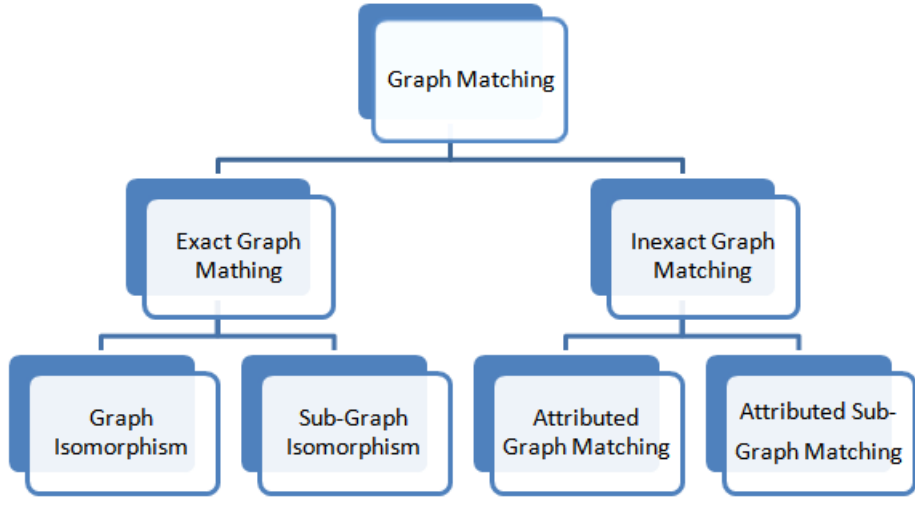 Graph Matching
Exact Graph
Mathing
Inexact Graph
Matching
Graph
Isomorphism
Sub-Graph
Isomorphism
Attributed
Graph Matching
Attributed Sub-
Graph Matching